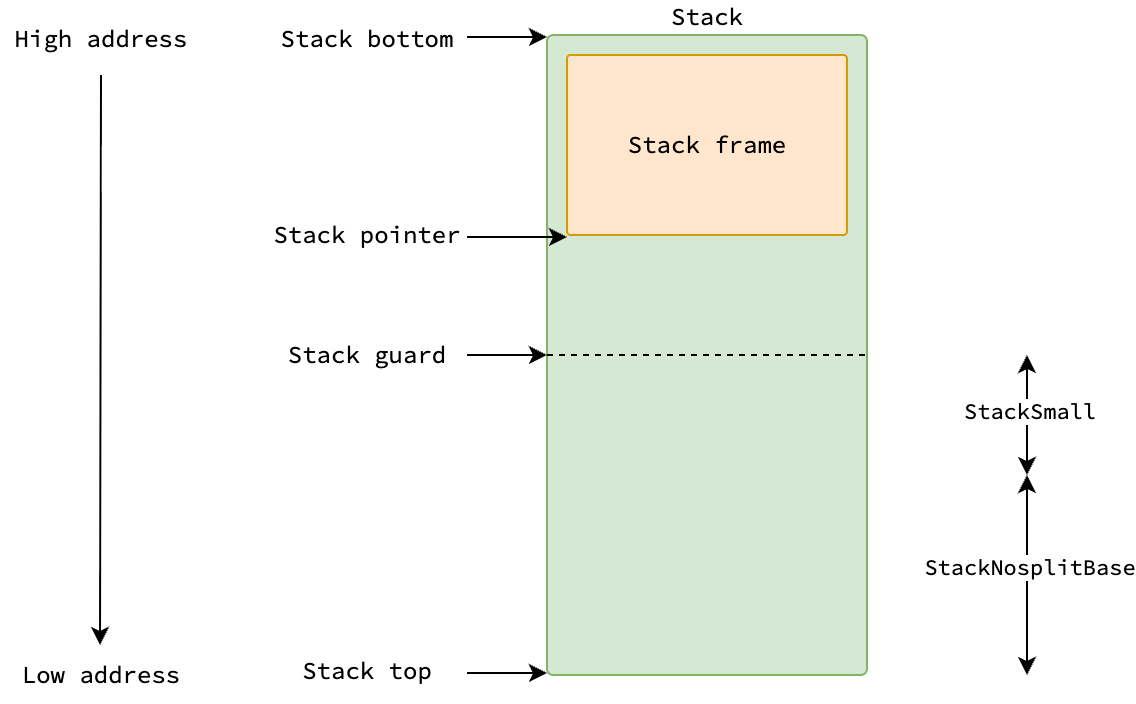 Stack
High address
Stack bottom
Stack frame
Stack pointer
Stack guard
StackSmall
StackNosplitBase
Stack top
Low address